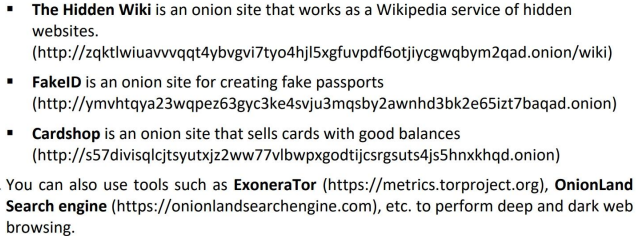 ▪ The Hidden Wiki is an onion site that works as a Wikipedia service of hidden
websites.
(http://zqktlwiuavvvqqt4ybvgvi7tyo4hjl5xgfuvpdf6otjiycgwqbym2qad.onion/wiki)
▪ FakeID is an onion site for creating fake passports
(http://ymvhtqya23wqpez63gyc3ke4svju3mqsby2awnhd3bk2e65izt7baqad.onion)
▪ Cardshop is an onion site that sells cards with good balances
(http://s57divisqlcjtsyutxjz2ww77vlbwpxgodtijcsrgsuts4js5hnxkhqd.onion)
. You can also use tools such as ExoneraTor (https://metrics.torproject.org), OnionLand
Search engine (https://onionlandsearchengine.com), etc. to perform deep and dark web
browsing.